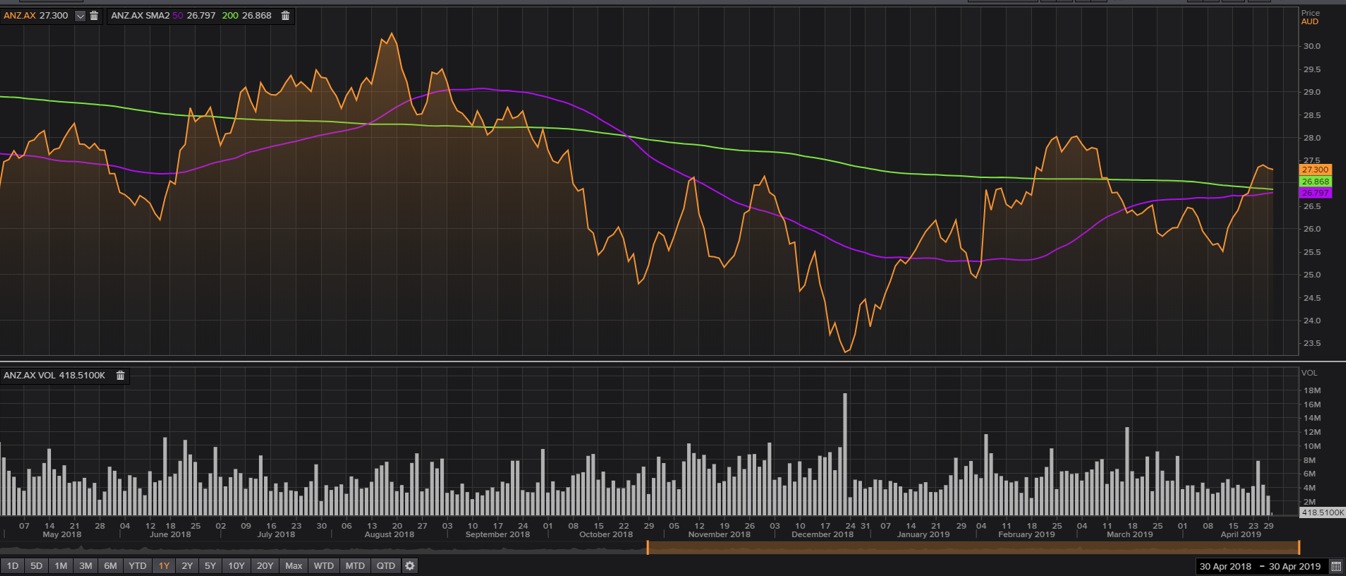 ANZ.AX 27.300 ANZ.AX SMA2 50 26.797 200 26.868
Price
AUD
30.0
29.5
29.0
28.5
28.0
27.5
27.300
26.868
26.797
26.5
26.0
25.5
25.0
24.5
24.0
23.5
ANZ.AX VOL 418.5100K
VOL
18M
16M
14M
12M
10M
8M
6M
4M
2M
418.5100K
07 14 21 28 04 12 18 25 02 09 16 23 30 06 13 20 27 03 10 17 24 01 08 15 22 29 05 12 19 26 03 10 17 24 31 07 14 21 29 04 11 18 25 04 11 18 25 01 08 15 23 29
May 2018 June 2018 July 2018 August 2018 September 2018 October 2018 November 2018 December 2018 January 2019 February 2019 March 2019 April 2019
1D 5D 1M 3M 6M YTD 1Y 2Y 5Y 10Y 20Y Max WTD MTD QTD 30 Apr 2018 – 30 Apr 2019